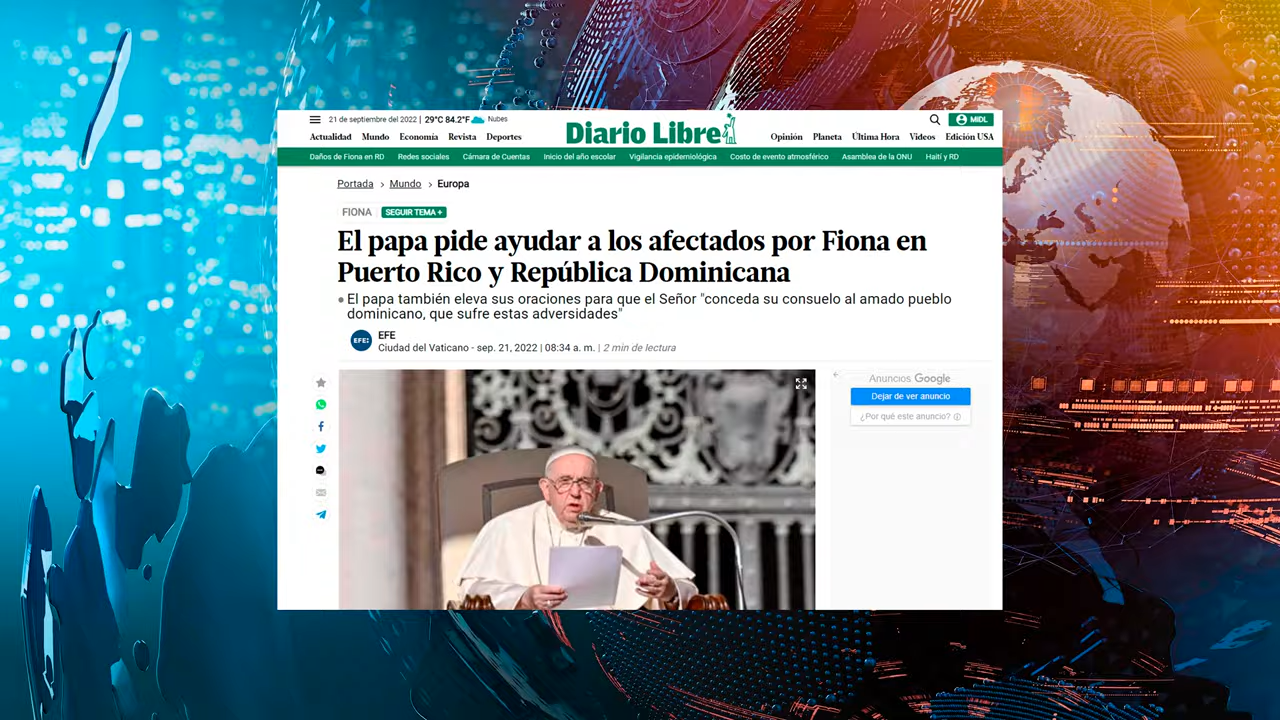 21 de septiembre del 2022 | 29°C 84.2°F Nubes
MiDL
Actualidad Mundo Economía Revista Deportes
Diario Libre
Opinión Planeta Última Hora Videos Edición USA
Daños de Fiona en RD Redes sociales Cámara de Cuentas Inicio del año escolar Vigilancia epidemiológica Costo de evento atmosférico Asamblea de la ONU Haití y RD
Portada > Mundo > Europa
FIONA SEGUIR TEMA +
El papa pide ayudar a los afectados por Fiona en
Puerto Rico y República Dominicana
El papa también eleva sus oraciones para que el Señor "conceda su consuelo al amado pueblo
dominicano, que sufre estas adversidades"
EFE:
EFE
Ciudad del Vaticano - sep. 21, 2022 | 08:34 a. m. | 2 min de lectura
Anuncios Google
Dejar de ver anuncio
¿Por qué este anuncio?